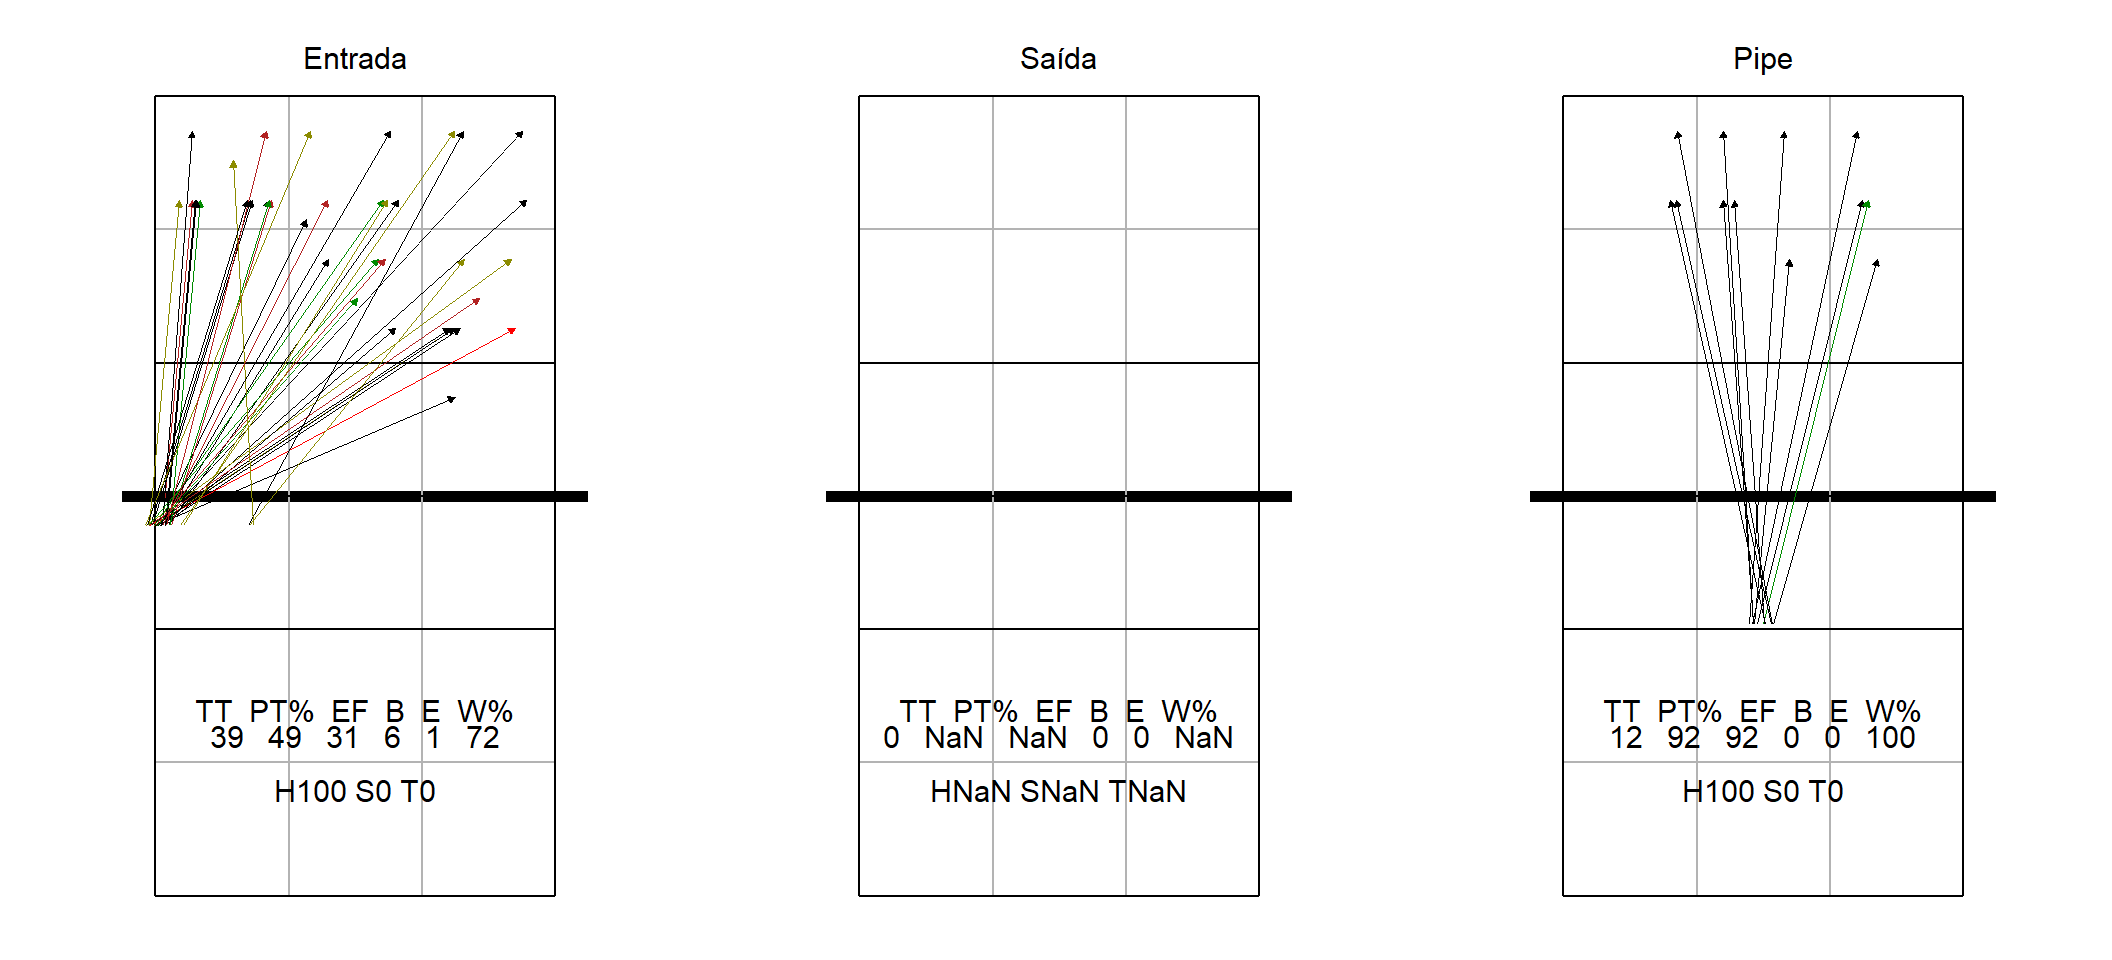 Entrada
TT PT% EF B E W%
39 49 31 6 1 72
H100 S0 T0
Saída
TT PT% EF B E W%
0 NaN NaN 0 0 NaN
HNaN SNaN TNaN
Pipe
TT PT% EF B E W%
12 92 92 0 0 100
H100 S0 T0